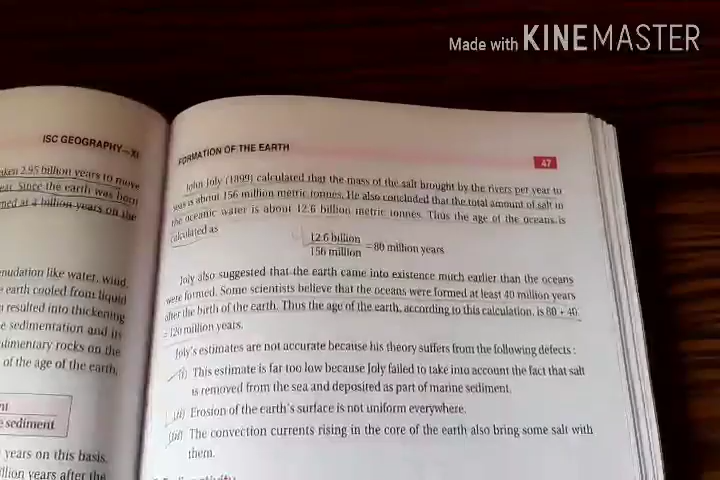 Made with KINEMASTER
ISC GEOGRAPHY—XI
taken 2.95 billion years to move
ear. Since the earth was born
ned at 4 billion years on the
nudation like water, wind,
e earth cooled from liquid
n resulted into thickening
e sedimentation and its
dimentary rocks on the
of the age of the earth,
nt
e sediment
years on this basis.
illion years after the
FORMATION OF THE EARTH
47
John Joly (1899) calculated that the mass of the salt brought by the rivers per year to
seas is about 156 million metric tonnes. He also concluded that the total amount of salt in
the oceanic water is about 12.6 billion metric tonnes. Thus the age of the oceans is
calculated as
12.6 billion
156 million
= 80 million years
Joly also suggested that the earth came into existence much earlier than the oceans
were formed. Some scientists believe that the oceans were formed at least 40 million years
after the birth of the earth. Thus the age of the earth, according to this calculation, is 80 + 40
= 120 million years.
Joly's estimates are not accurate because his theory suffers from the following defects :
(i) This estimate is far too low because Joly failed to take into account the fact that salt
is removed from the sea and deposited as part of marine sediment.
(ii) Erosion of the earth's surface is not uniform everywhere.
(iii) The convection currents rising in the core of the earth also bring some salt with
them.